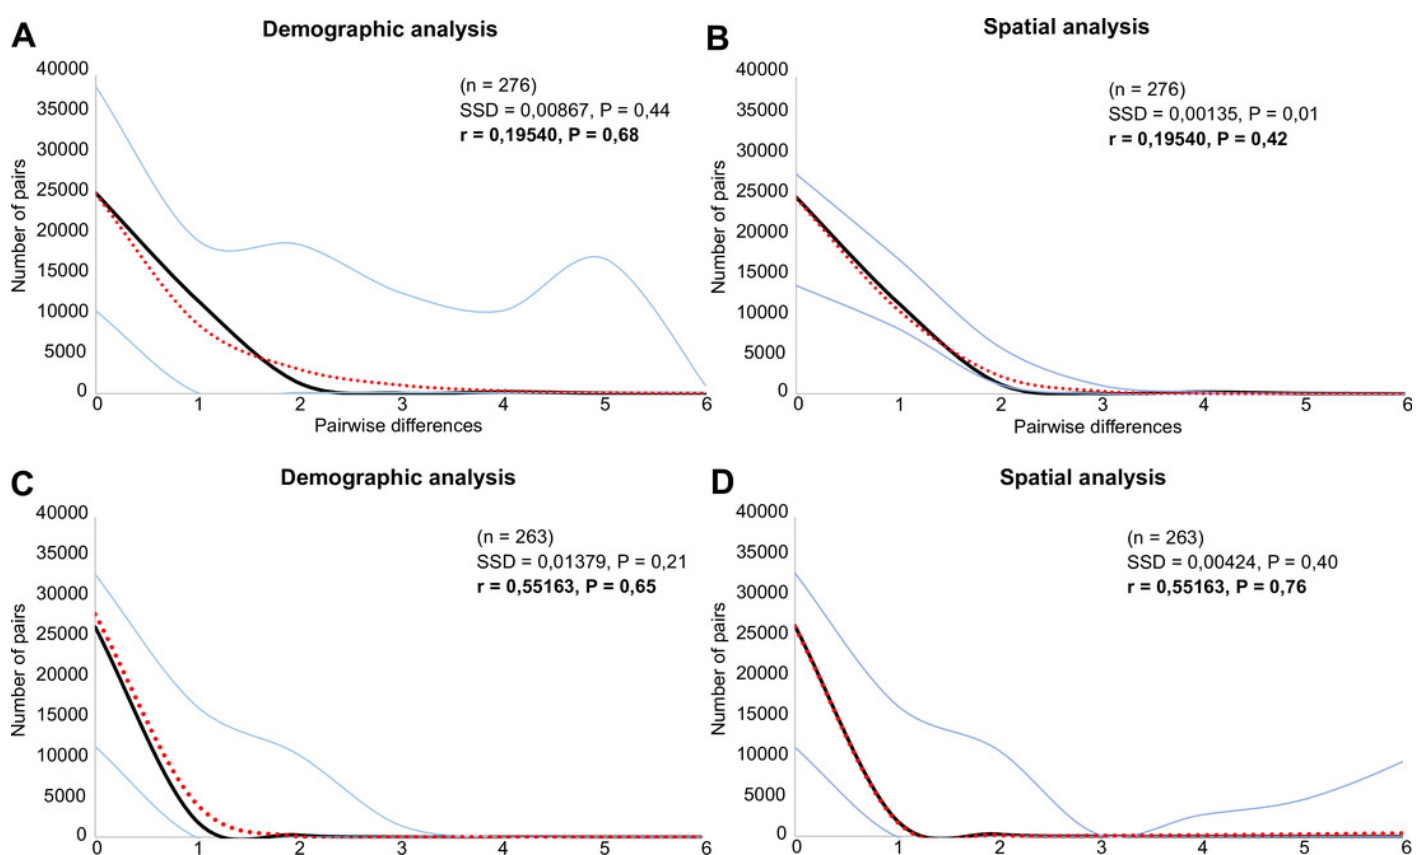 A
Demographic analysis
(n = 276)
SSD = 0,00867, P = 0,44
r = 0,19540, P = 0,68
Number of pairs
40000
35000
30000
25000
20000
15000
10000
5000
0
0 1 2 3 4 5 6
Pairwise differences
B
Spatial analysis
(n = 276)
SSD = 0,00135, P = 0,01
r = 0,19540, P = 0,42
Number of pairs
40000
35000
30000
25000
20000
15000
10000
5000
0
0 1 2 3 4 5 6
Pairwise differences
C
Demographic analysis
(n = 263)
SSD = 0,01379, P = 0,21
r = 0,55163, P = 0,65
Number of pairs
40000
35000
30000
25000
20000
15000
10000
5000
0
0 1 2 3 4 5 6
D
Spatial analysis
(n = 263)
SSD = 0,00424, P = 0,40
r = 0,55163, P = 0,76
Number of pairs
40000
35000
30000
25000
20000
15000
10000
5000
0
0 1 2 3 4 5 6